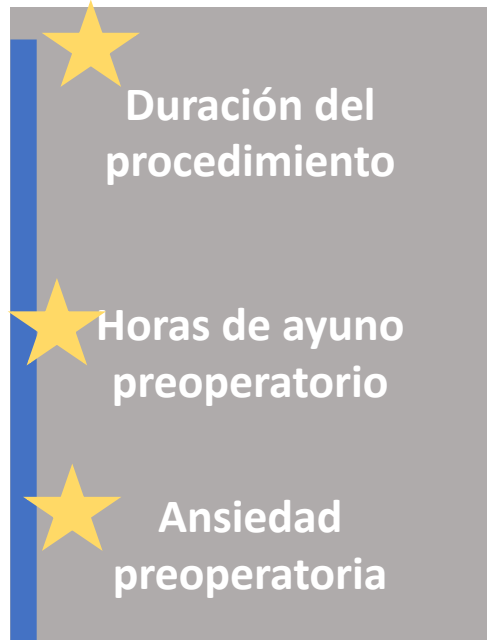 Duración del
procedimiento
Horas de ayuno
preoperatorio
Ansiedad
preoperatoria